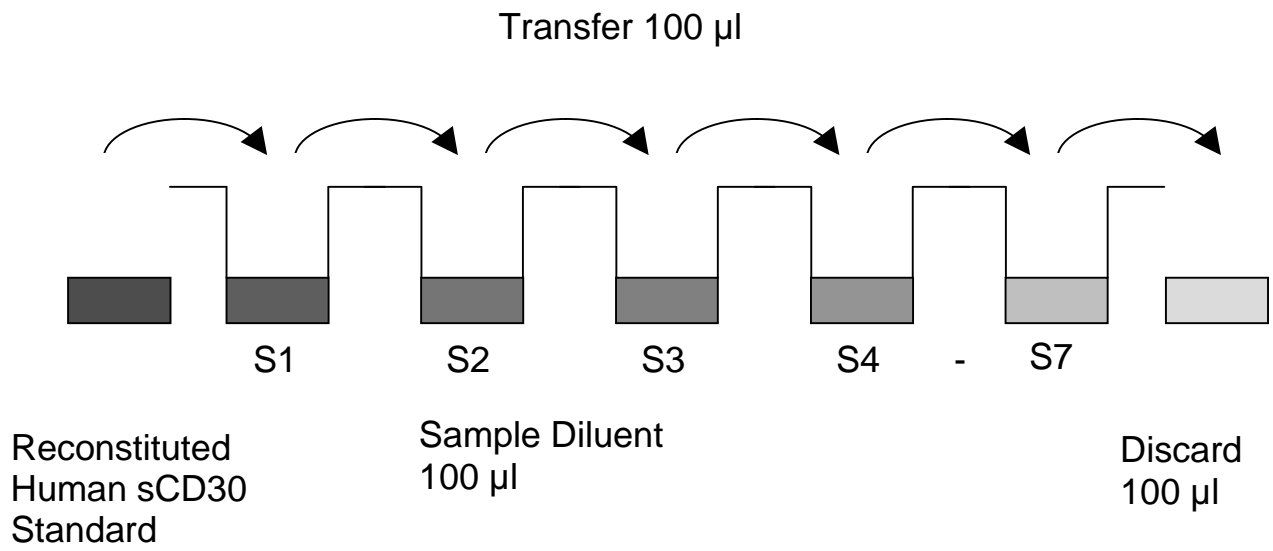 Transfer 100 µl
S1 S2 S3 S4 - S7
Reconstituted
Human sCD30
Standard
Sample Diluent
100 µl
Discard
100 µl